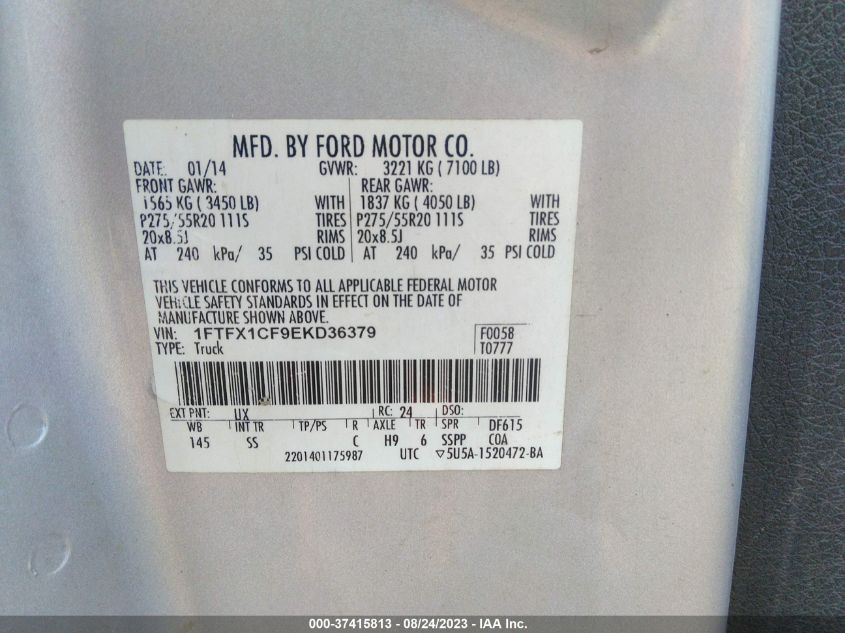 MFD. BY FORD MOTOR CO.
DATE: 01/14 GVWR: 3221 KG ( 7100 LB)
FRONT GAWR: REAR GAWR:
1565 KG ( 3450 LB) WITH 1837 KG ( 4050 LB) WITH
P275/55R20 111S TIRES P275/55R20 111S TIRES
20x8.5J RIMS 20x8.5J RIMS
AT 240 kPa/ 35 PSI COLD AT 240 kPa/ 35 PSI COLD
THIS VEHICLE CONFORMS TO ALL APPLICABLE FEDERAL MOTOR
VEHICLE SAFETY STANDARDS IN EFFECT ON THE DATE OF
MANUFACTURE SHOWN ABOVE.
VIN: 1FTFX1CF9EKD36379 F0058
TYPE: Truck T0777
EXT PNT: UX RC: 24 DSO:
WB INT TR TP/PS R AXLE TR SPR DF615
145 SS C H9 6 SSPP COA
2201401175987 UTC ▽5U5A-1520472-BA
000-37415813 - 08/24/2023 - IAA Inc.